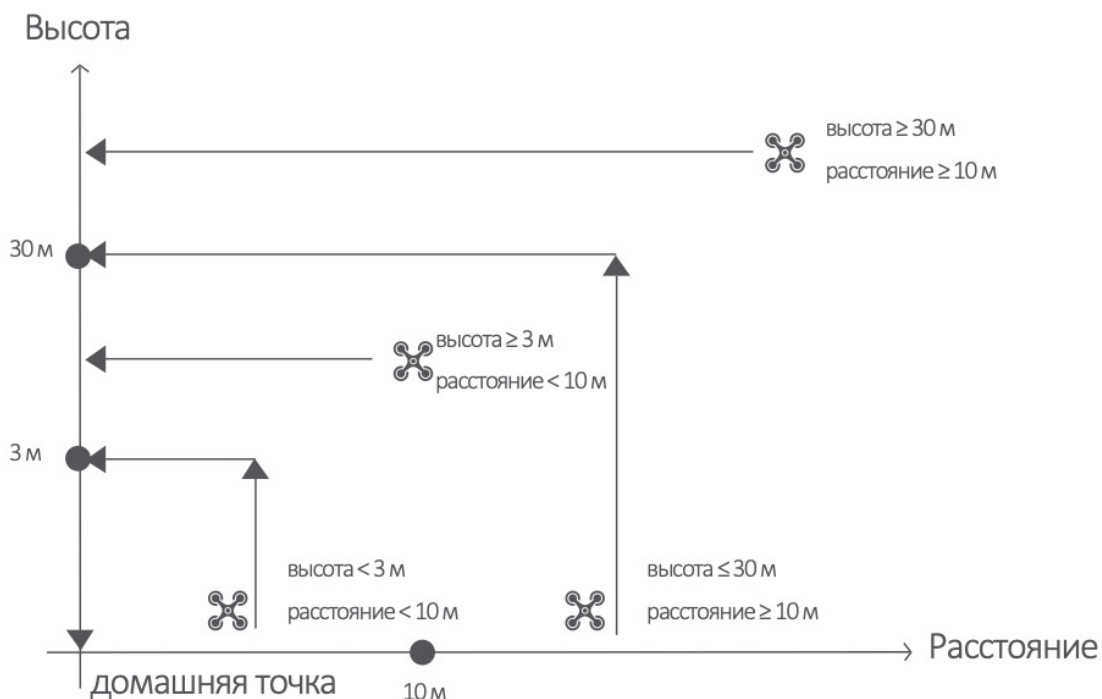 Высота
высота ≥ 30 м
расстояние ≥ 10 м
30 м
высота ≥ 3 м
расстояние < 10 м
3 м
высота < 3 м
расстояние < 10 м
высота ≤ 30 м
расстояние ≥ 10 м
Расстояние
домашняя точка
10 м